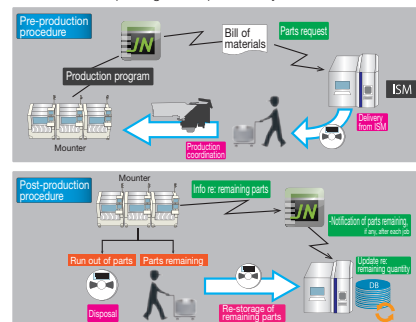 Pre-production
procedure
JN
Bill of
materials
Parts request
Production program
ISM
Mounter
Production
coordination
Delivery
from ISM
Post-production
procedure
Mounter
Info re: remaining parts
JN
-Notification of parts remaining,
if any, after each job
Run out of parts
Parts remaining
Update re:
remaining quantity
DB
Disposal
Re-storage of
remaining parts